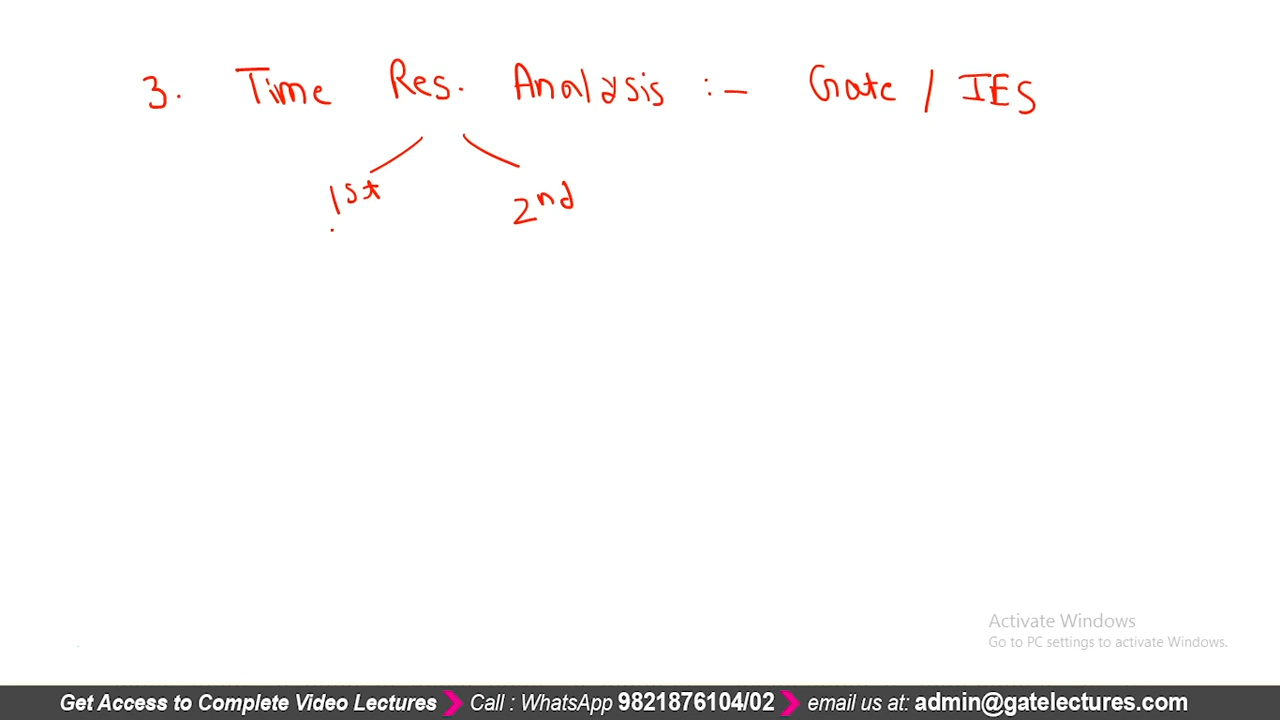 3. Time Res. Analysis :- Gate / IES
1st 2nd
Activate Windows
Go to PC settings to activate Windows.
Get Access to Complete Video Lectures Call : WhatsApp 9821876104/02 email us at: admin@gatelectures.com